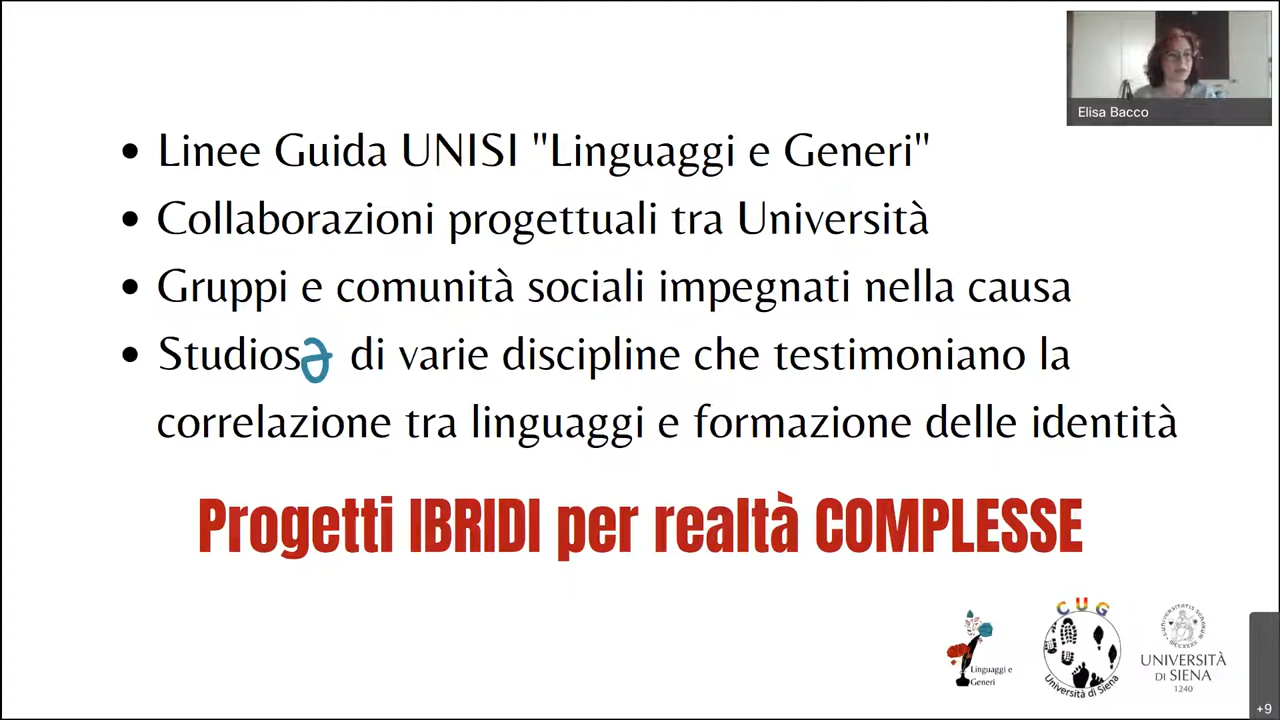 Elisa Bacco
Linee Guida UNISI "Linguaggi e Generi"
Collaborazioni progettuali tra Università
Gruppi e comunità sociali impegnati nella causa
Studiosə di varie discipline che testimoniano la
correlazione tra linguaggi e formazione delle identità
Progetti IBRIDI per realtà COMPLESSE
Linguaggi e
Generi
CUG
Università di Siena
UNIVERSITÀ
DI SIENA
1240
+9